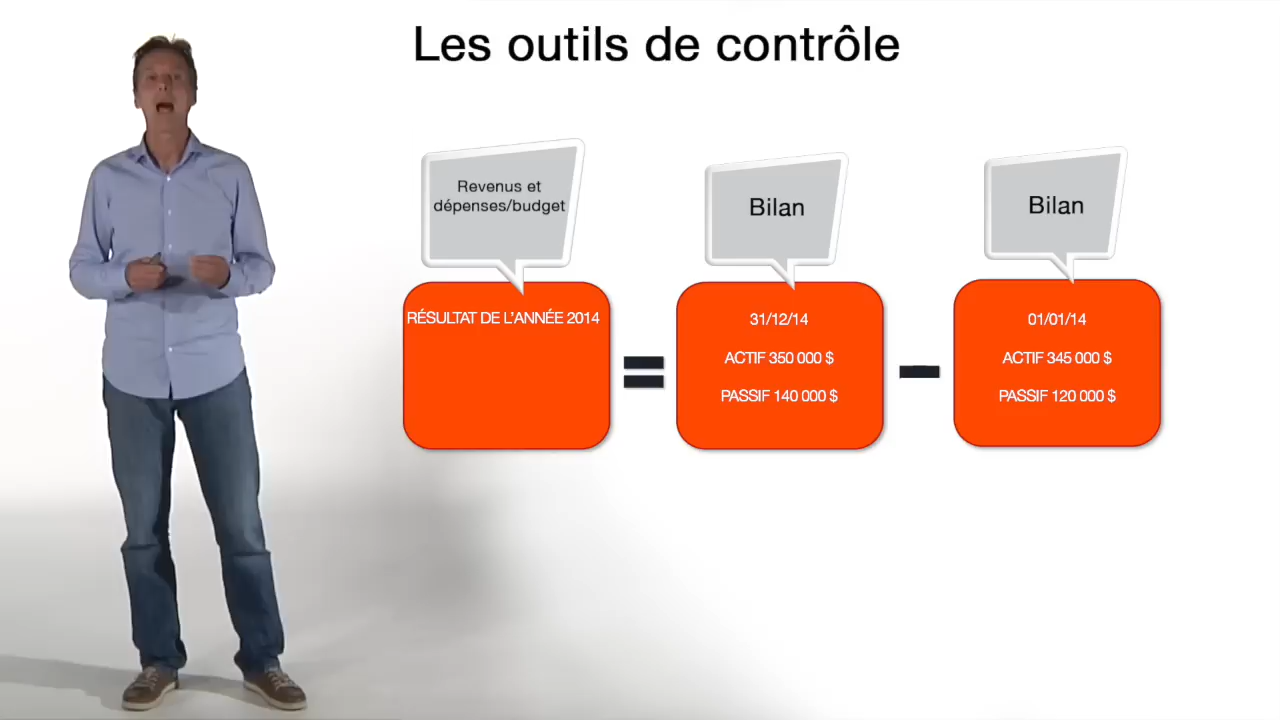 Les outils de contrôle
Revenus et
dépenses/budget
Bilan
Bilan
RÉSULTAT DE L'ANNÉE 2014
31/12/14
ACTIF 350 000 $
PASSIF 140 000 $
01/01/14
ACTIF 345 000 $
PASSIF 120 000 $